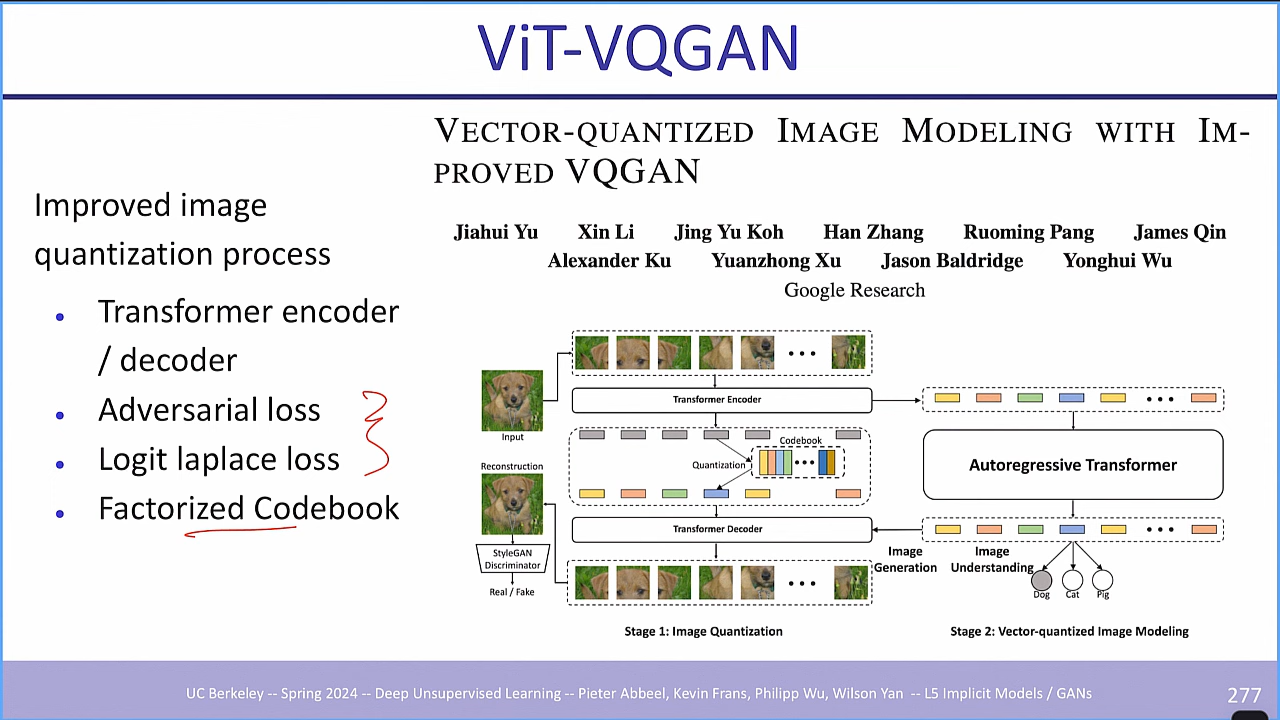 ViT-VQGAN
VECTOR-QUANTIZED IMAGE MODELING WITH IM-
PROVED VQGAN
Jiahui Yu Xin Li Jing Yu Koh Han Zhang Ruoming Pang James Qin
Alexander Ku Yuanzhong Xu Jason Baldridge Yonghui Wu
Google Research
Improved image
quantization process
• Transformer encoder
/ decoder
• Adversarial loss
• Logit laplace loss
• Factorized Codebook
Input
Transformer Encoder
Codebook
Quantization
Reconstruction
Transformer Decoder
StyleGAN
Discriminator
Real / Fake
Stage 1: Image Quantization
Autoregressive Transformer
Image
Generation
Image
Understanding
Dog Cat Pig
Stage 2: Vector-quantized Image Modeling
UC Berkeley -- Spring 2024 -- Deep Unsupervised Learning -- Pieter Abbeel, Kevin Frans, Philipp Wu, Wilson Yan -- L5 Implicit Models / GANs
277